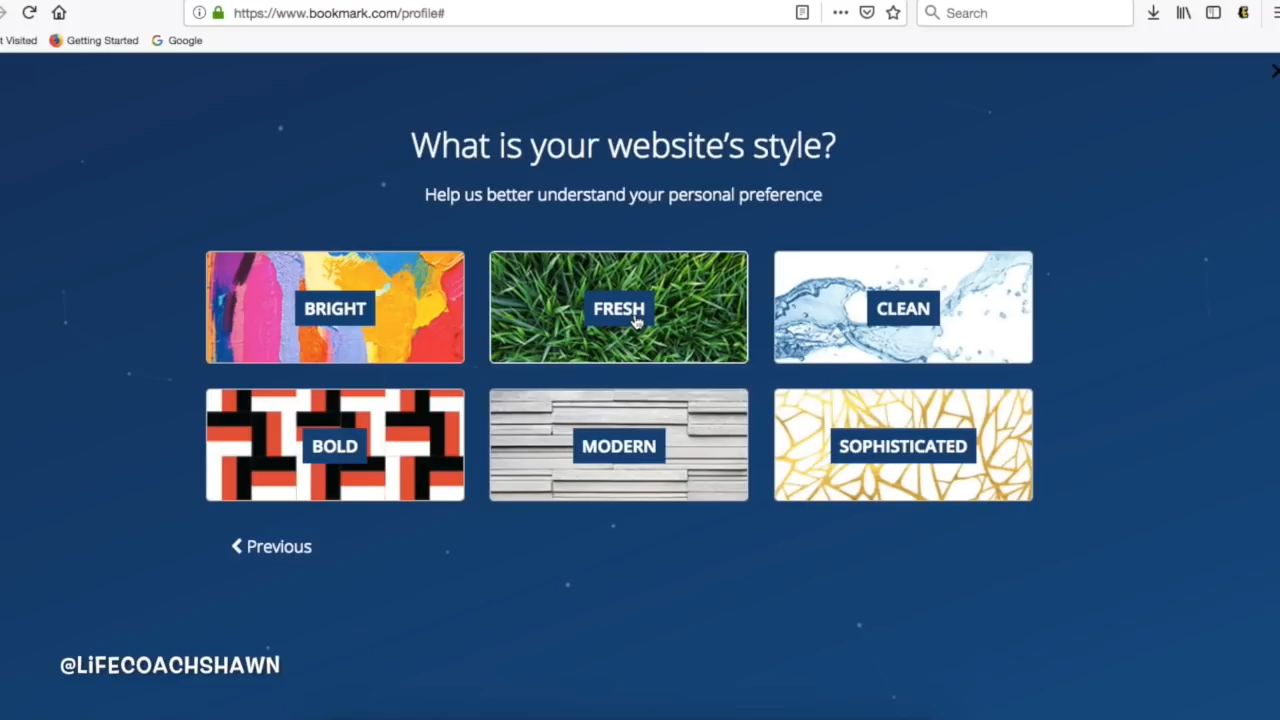 https://www.bookmark.com/profile#
Search
t Visited
Getting Started
Google
What is your website's style?
Help us better understand your personal preference
BRIGHT
FRESH
CLEAN
BOLD
MODERN
SOPHISTICATED
Previous
@LiFECOACHSHAWN